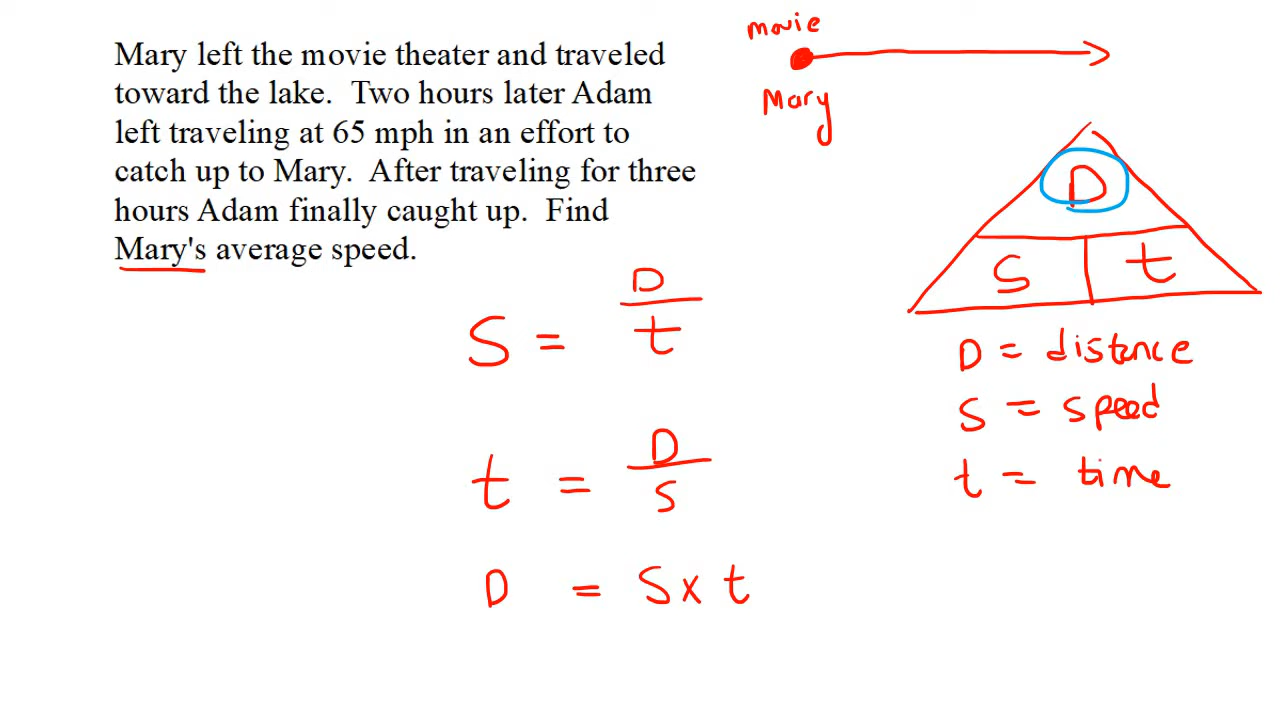 Mary left the movie theater and traveled
toward the lake. Two hours later Adam
left traveling at 65 mph in an effort to
catch up to Mary. After traveling for three
hours Adam finally caught up. Find
Mary's average speed.
movie
Mary
D
S t
D = distance
S = speed
t = time
S = D
t
t = D
S
D = S x t